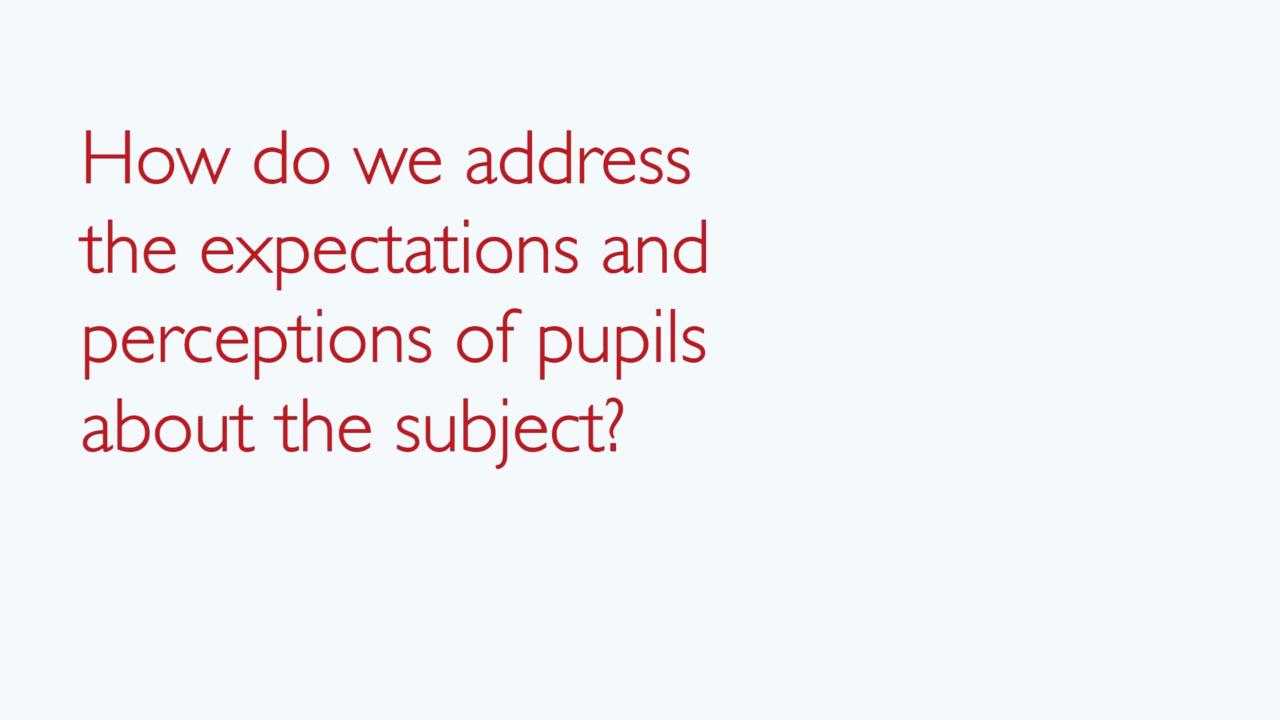 How do we address
the expectations and
perceptions of pupils
about the subject?